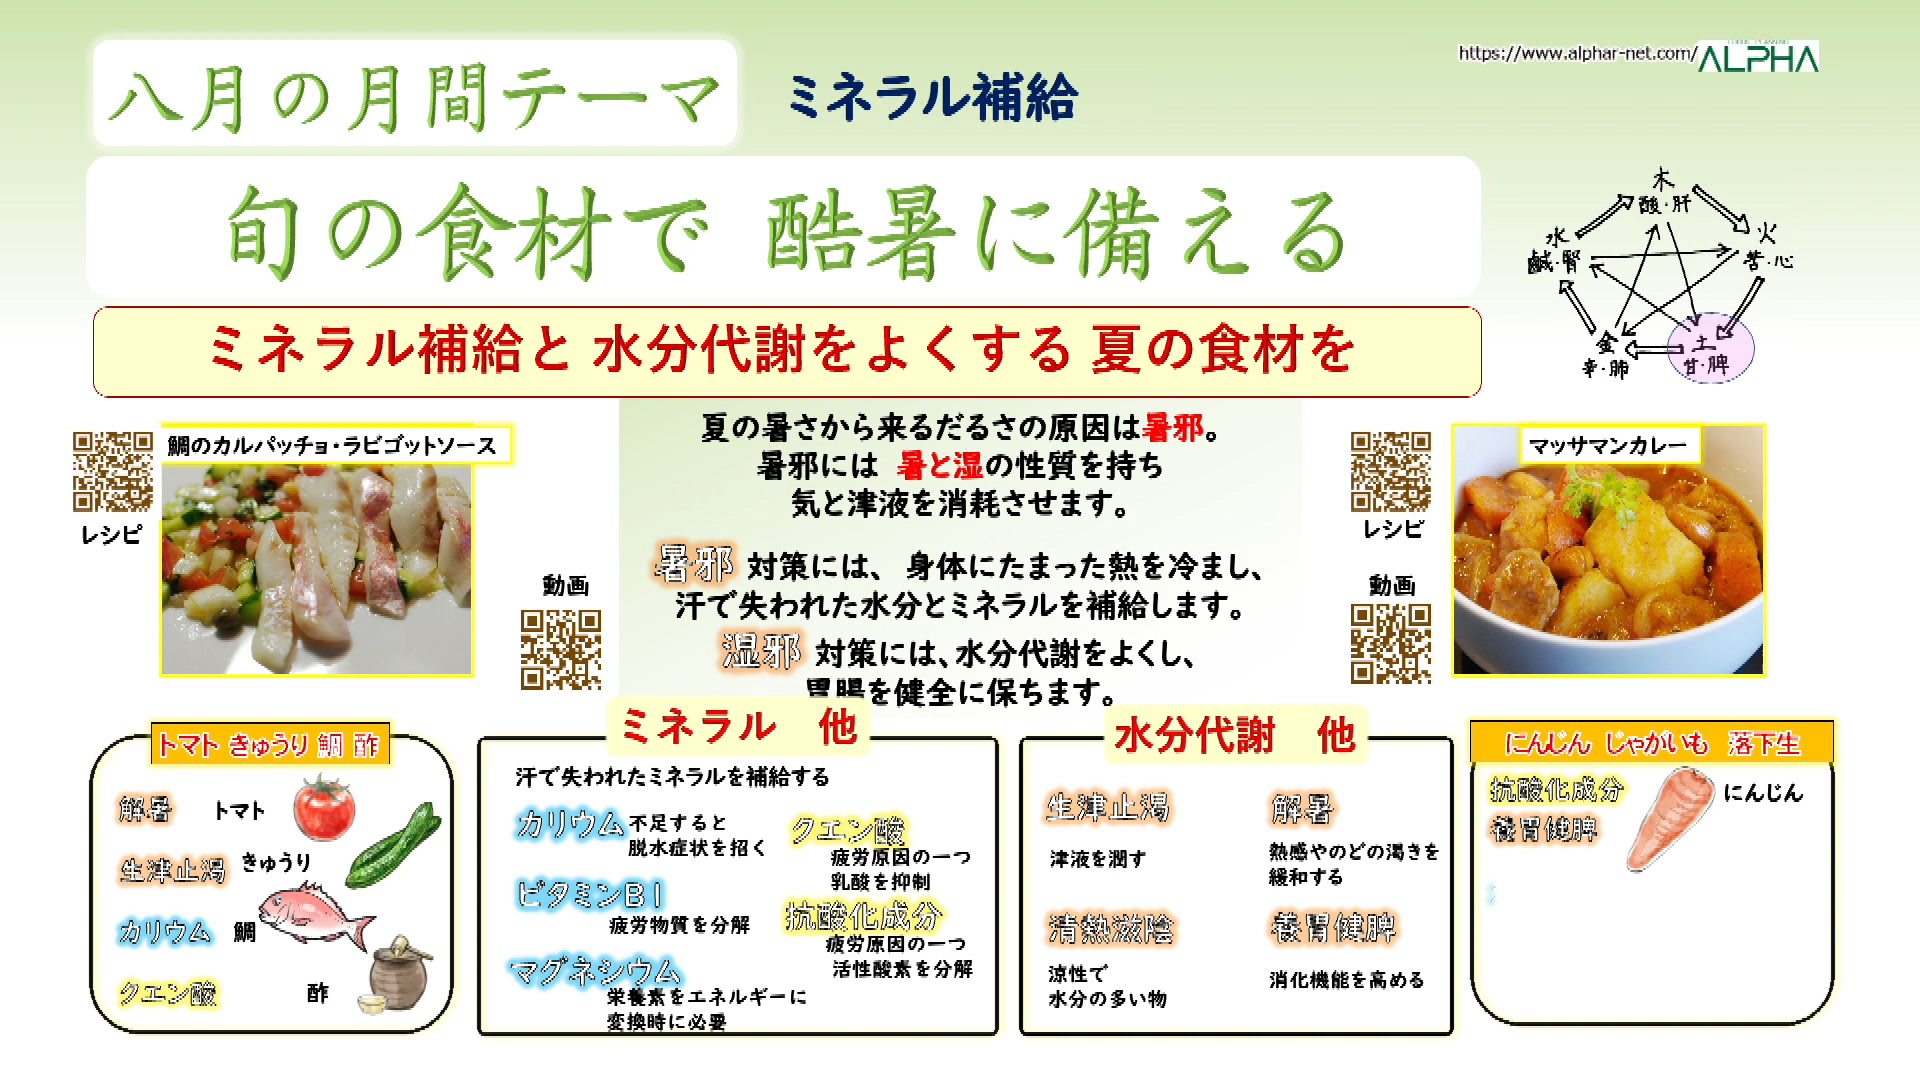 八月の月間テーマ
ミネラル補給
https://www.alphar-net.com/
ALPHA
旬の食材で 酷暑に備える
ミネラル補給と 水分代謝をよくする 夏の食材を
木
酸・肝
火
苦・心
土
甘・脾
金
辛・肺
水
鹹・腎
鯛のカルパッチョ・ラビゴットソース
レシピ
動画
夏の暑さから来るだるさの原因は暑邪。
暑邪には 暑と湿の性質を持ち
気と津液を消耗させます。
暑邪 対策には、 身体にたまった熱を冷まし、
汗で失われた水分とミネラルを補給します。
湿邪 対策には、水分代謝をよくし、
胃腸を健全に保ちます。
マッサマンカレー
レシピ
動画
トマト きゅうり 鯛 酢
解暑 トマト
生津止渇 きゅうり
カリウム 鯛
クエン酸 酢
ミネラル 他
汗で失われたミネラルを補給する
カリウム 不足すると
脱水症状を招く
ビタミンB1
疲労物質を分解
マグネシウム
栄養素をエネルギーに
変換時に必要
クエン酸
疲労原因の一つ
乳酸を抑制
抗酸化成分
疲労原因の一つ
活性酸素を分解
水分代謝 他
生津止渇
津液を潤す
解暑
熱感やのどの渇きを
緩和する
清熱滋陰
涼性で
水分の多い物
養胃健脾
消化機能を高める
にんじん じゃがいも 落下生
抗酸化成分 にんじん
養胃健脾